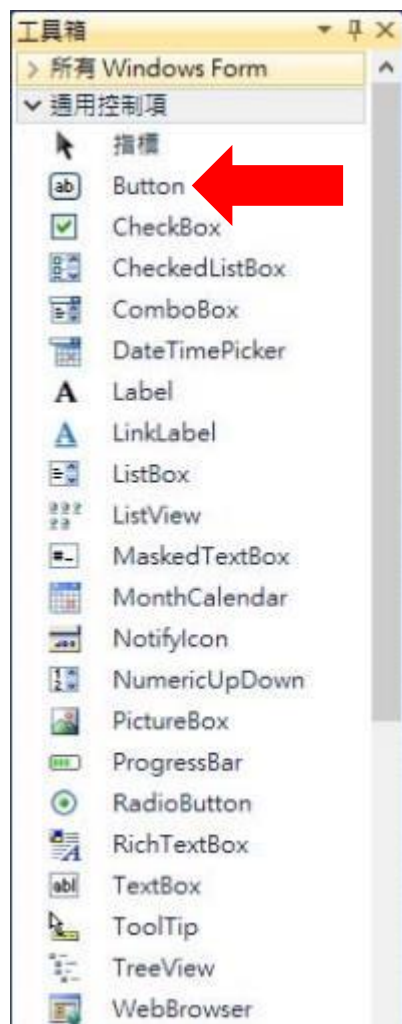 工具箱
所有 Windows Form
通用控制項
指標
Button
CheckBox
CheckedListBox
ComboBox
DateTimePicker
Label
LinkLabel
ListBox
ListView
MaskedTextBox
MonthCalendar
NotifyIcon
NumericUpDown
PictureBox
ProgressBar
RadioButton
RichTextBox
TextBox
ToolTip
TreeView
WebBrowser